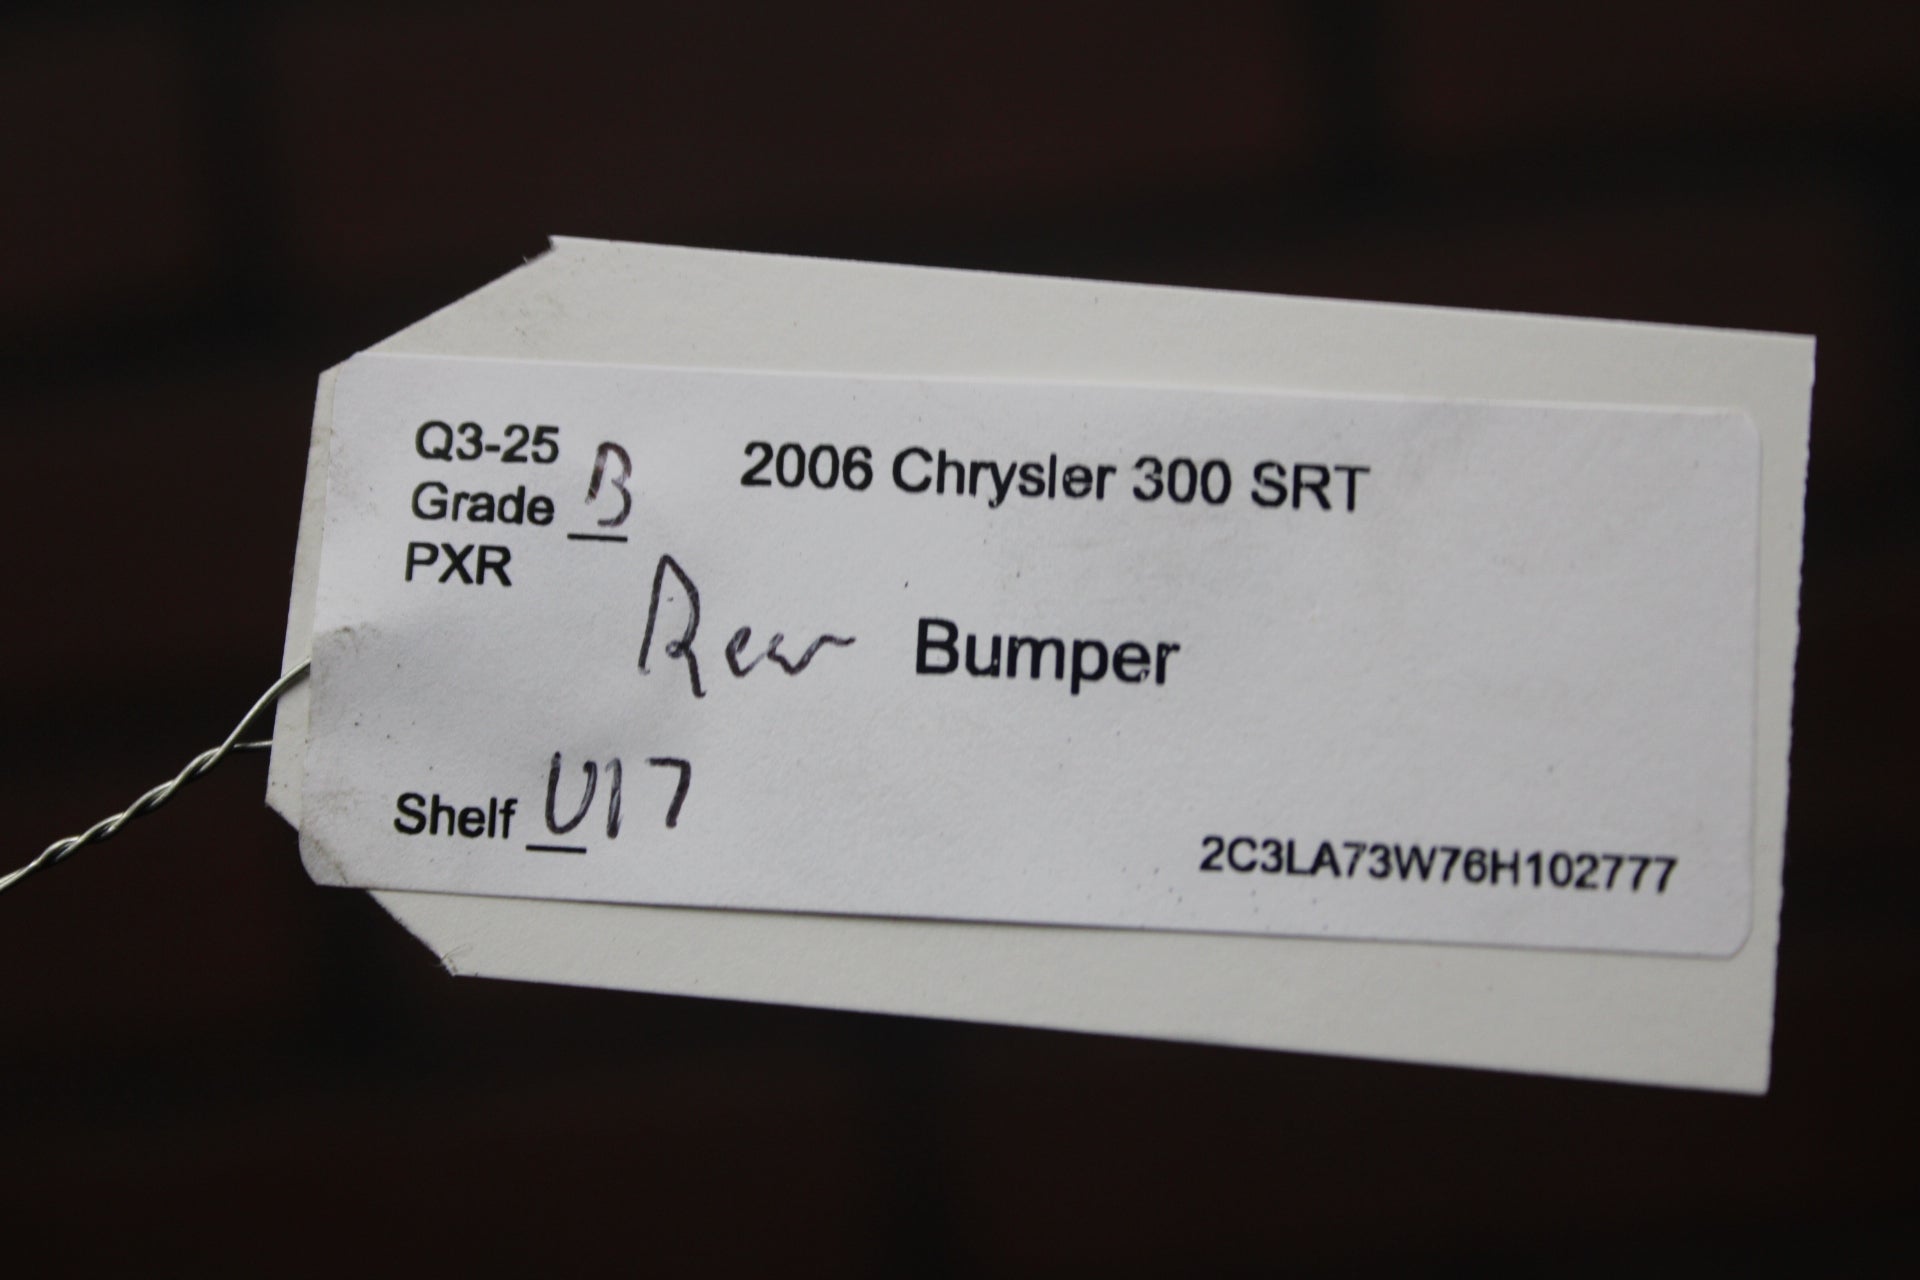 Q3-25
Grade B
PXR
2006 Chrysler 300 SRT
Rear Bumper
Shelf U17
2C3LA73W76H102777